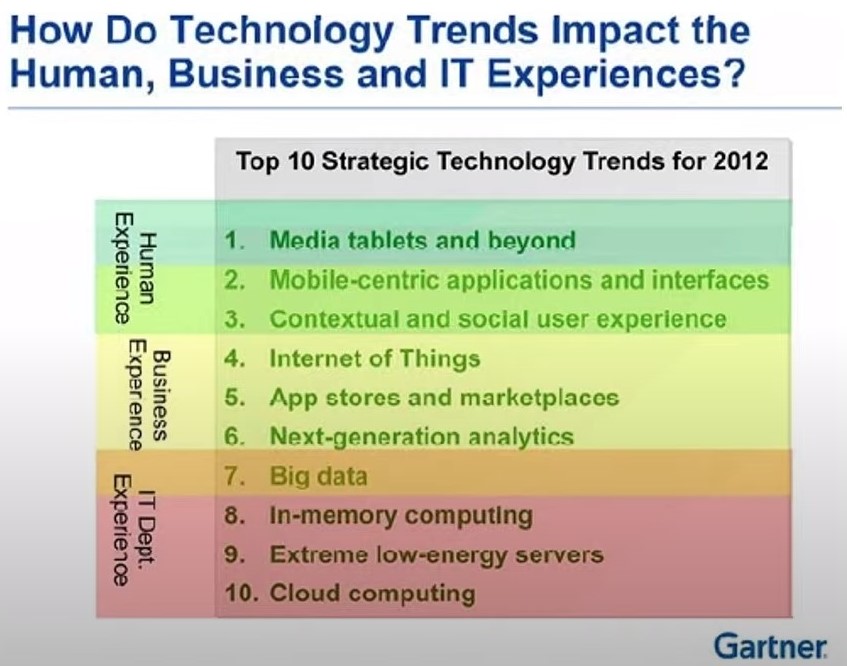 How Do Technology Trends Impact the
Human, Business and IT Experiences?
Top 10 Strategic Technology Trends for 2012
Human
Experience
1. Media tablets and beyond
2. Mobile-centric applications and interfaces
3. Contextual and social user experience
Business
Experience
4. Internet of Things
5. App stores and marketplaces
6. Next-generation analytics
IT Dept.
Experience
7. Big data
8. In-memory computing
9. Extreme low-energy servers
10. Cloud computing
Gartner